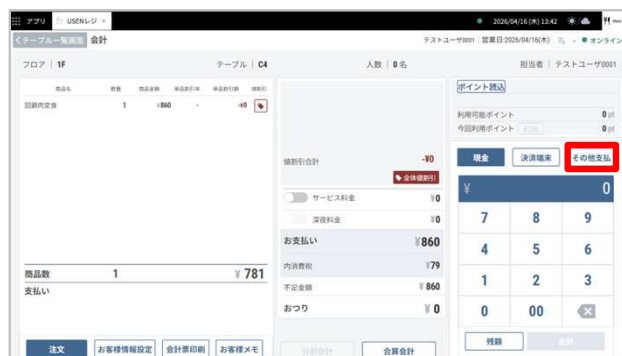 アプリ USENレジ × 2026/04/16(木) 13:42
＜テーブル一覧画面 会計 テストユーザ0001 営業日:2026/04/16(木) オンライン
フロア | 1F テーブル | C4 人数 | 0 名 担当者 | テストユーザ0001
商品名 数量 商品金額 単品割引率 単品割引額 値割引
回鍋肉定食 1 ¥860 - -¥0
ポイント読込
利用可能ポイント 0 pt
今回利用ポイント 利用 0 pt
値割引合計 -¥0
全体値割引
サービス料金 ¥0
深夜料金 ¥0
お支払い ¥860
内消費税 ¥79
不足金額 ¥ 860
おつり ¥ 0
商品数 1 ¥ 781
支払い
現金 決済端末 その他支払
¥ 0
7 8 9
4 5 6
1 2 3
0 00
残額 会計
注文 お客様情報設定 会計票印刷 お客様メモ 分割会計 合算会計